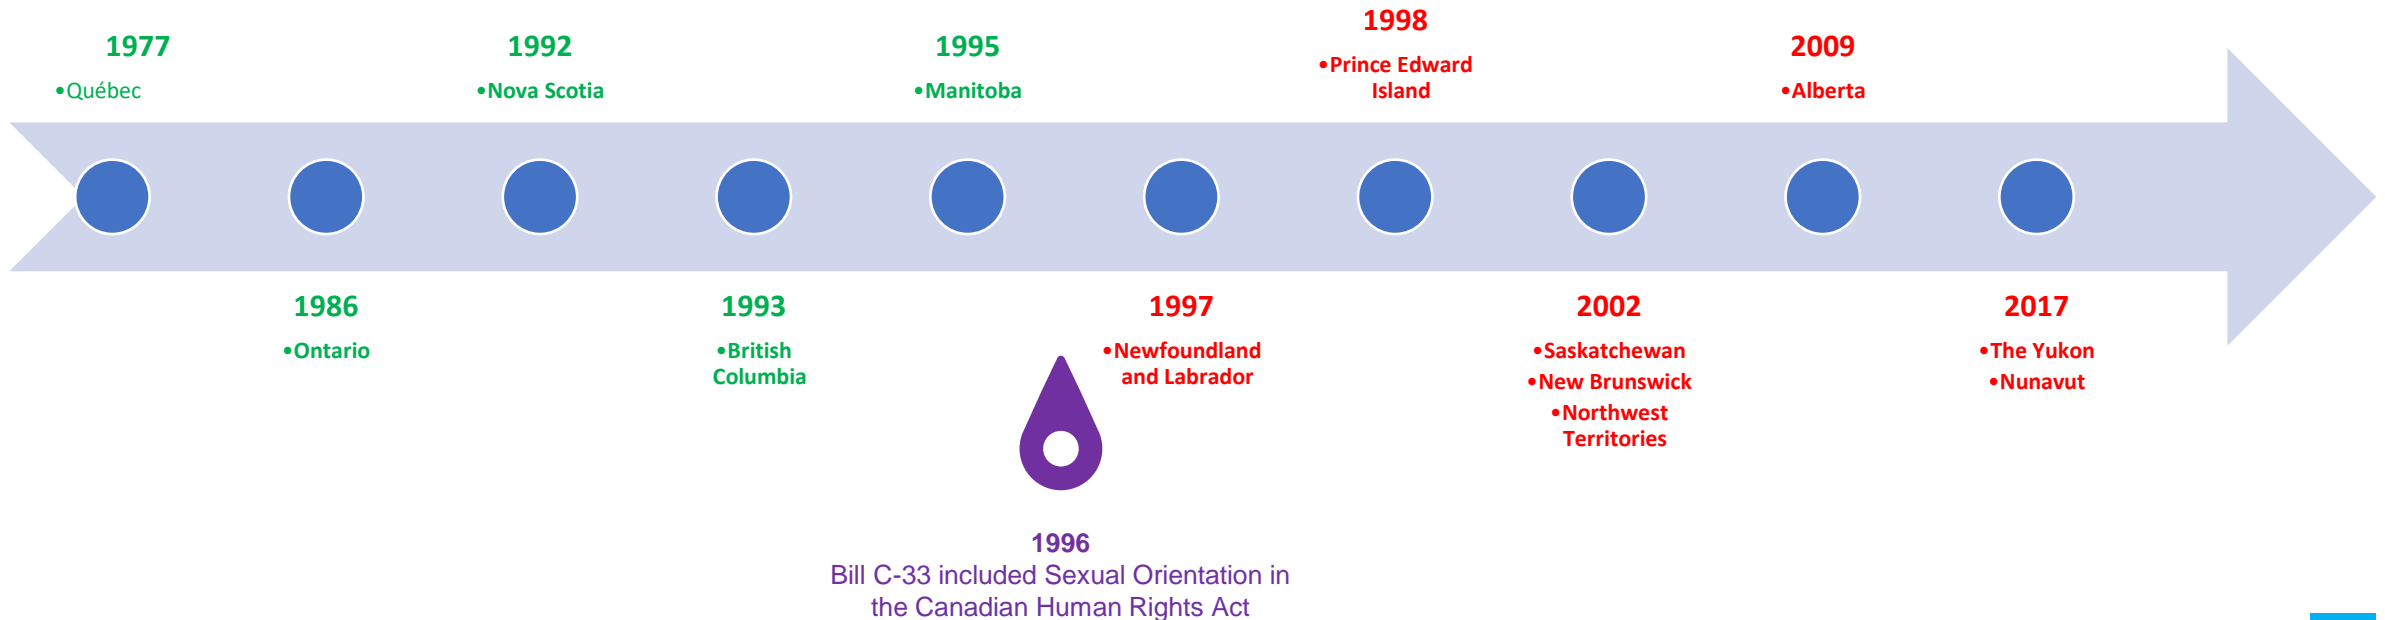 1977
•Québec
1986
•Ontario
1992
•Nova Scotia
1993
•British
Columbia
1995
•Manitoba
1996
Bill C-33 included Sexual Orientation in
the Canadian Human Rights Act
1997
•Newfoundland
and Labrador
1998
•Prince Edward
Island
2002
•Saskatchewan
•New Brunswick
•Northwest
Territories
2009
•Alberta
2017
•The Yukon
•Nunavut